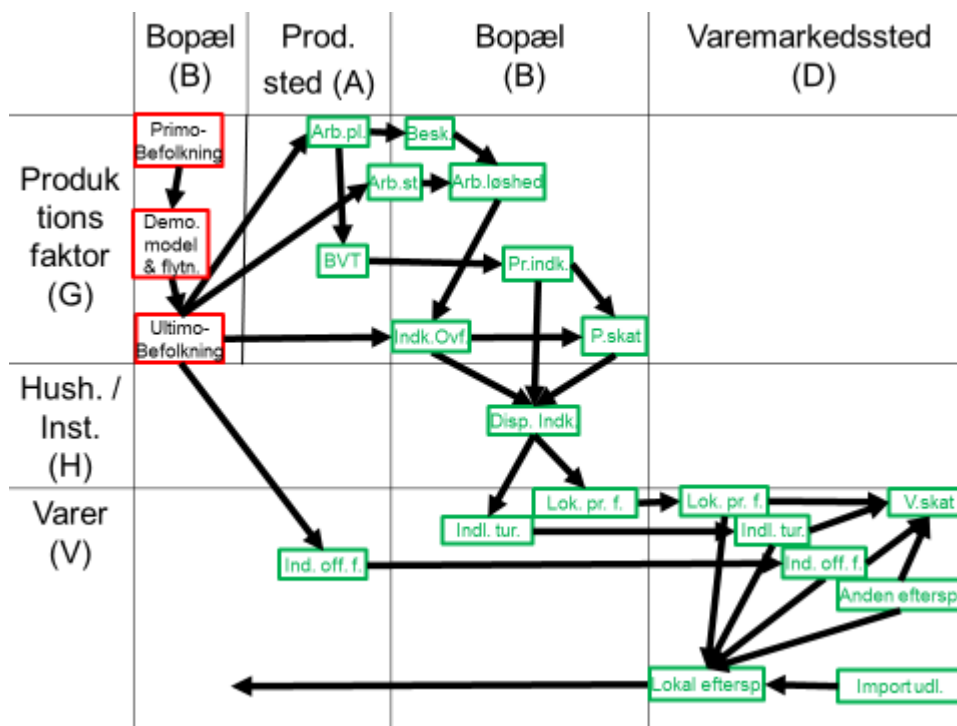 Bopæl
(B)
Prod.
sted (A)
Bopæl
(B)
Varemarkedssted
(D)
Produk
tions
faktor
(G)
Primo-
Befolkning
Demo.
model
& flytn.
Ultimo-
Befolkning
Arb.pl.
Besk.
Arb.st
Arb.løshed
BVT
Pr.indk.
Indk.Ovf.
P.skat
Hush. /
Inst.
(H)
Disp. Indk.
Varer
(V)
Lok. pr. f.
Lok. pr. f.
V.skat
Indl. tur.
Indl. tur.
Ind. off. f.
Ind. off. f.
Anden eftersp
Lokal eftersp
Import udl.